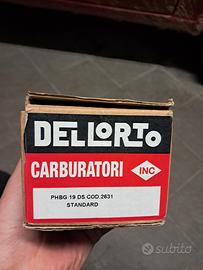 DELLORTO
CARBURATORI INC
PHBG 19 DS COD.2631
STANDARD
subito